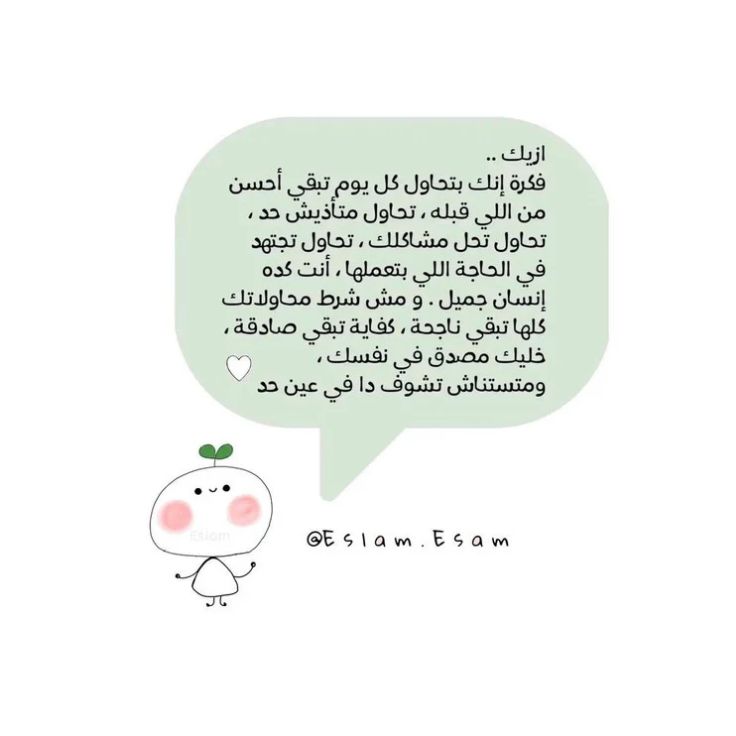 ازيك ..
فكرة إنك بتحاول كل يوم تبقي أحسن
من اللي قبله ، تحاول متأذيش حد ،
تحاول تحل مشاكلك ، تحاول تجتهد
في الحاجة اللي بتعملها ، أنت كده
إنسان جميل . و مش شرط محاولاتك
كلها تبقي ناجحة ، كفاية تبقي صادقة ،
خليك مصدق في نفسك ،
ومتستناش تشوف دا في عين حد
Eslam
@Eslam.Esam